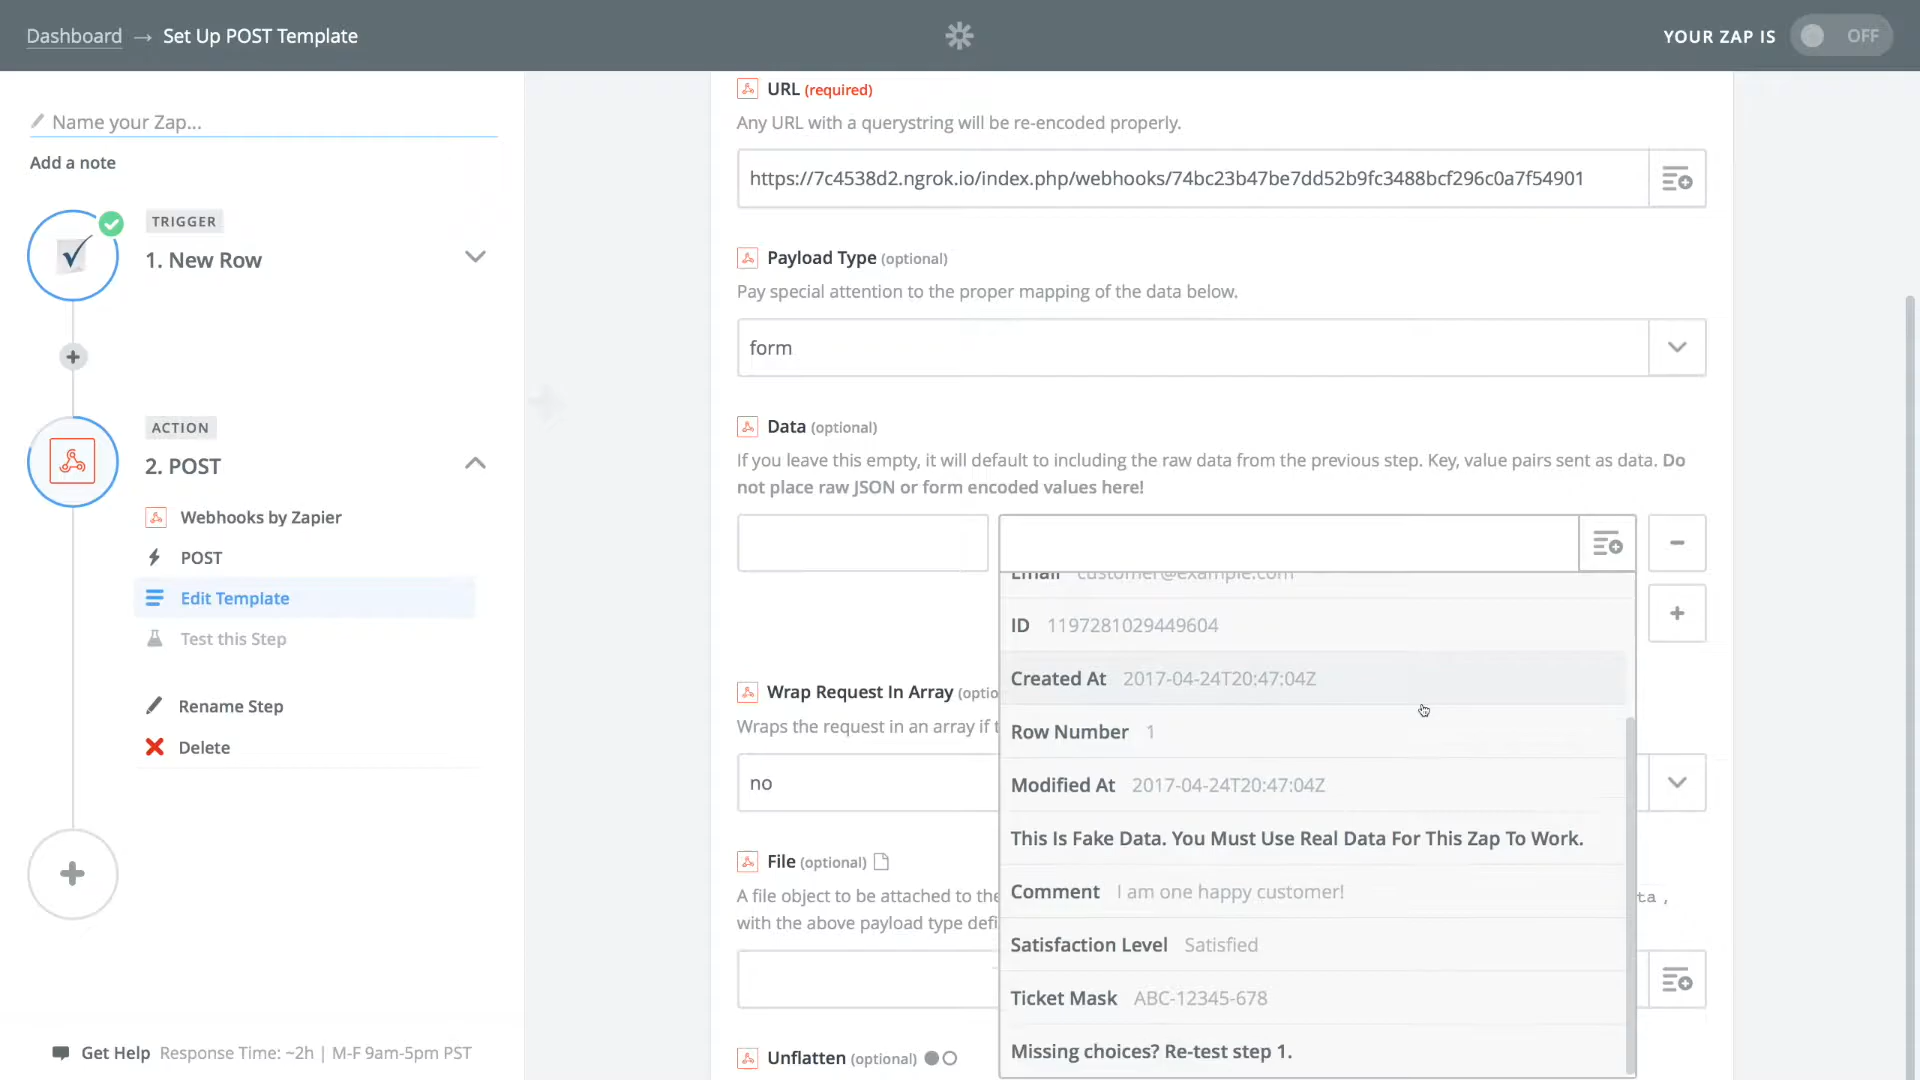 Dashboard → Set Up POST Template
YOUR ZAP IS OFF
Name your Zap...
Add a note
TRIGGER
1. New Row
ACTION
2. POST
Webhooks by Zapier
POST
Edit Template
Test this Step
Rename Step
Delete
Get Help Response Time: ~2h | M-F 9am-5pm PST
URL (required)
Any URL with a querystring will be re-encoded properly.
https://7c4538d2.ngrok.io/index.php/webhooks/74bc23b47be7dd52b9fc3488bcf296c0a7f54901
Payload Type (optional)
Pay special attention to the proper mapping of the data below.
form
Data (optional)
If you leave this empty, it will default to including the raw data from the previous step. Key, value pairs sent as data. Do
not place raw JSON or form encoded values here!
Email customer@example.com
ID 1197281029449604
Created At 2017-04-24T20:47:04Z
Row Number 1
Modified At 2017-04-24T20:47:04Z
This Is Fake Data. You Must Use Real Data For This Zap To Work.
Comment I am one happy customer!
Satisfaction Level Satisfied
Ticket Mask ABC-12345-678
Missing choices? Re-test step 1.
Wrap Request In Array (optio
Wraps the request in an array if t
no
File (optional)
A file object to be attached to the
ta ,
with the above payload type defi
Unflatten (optional)